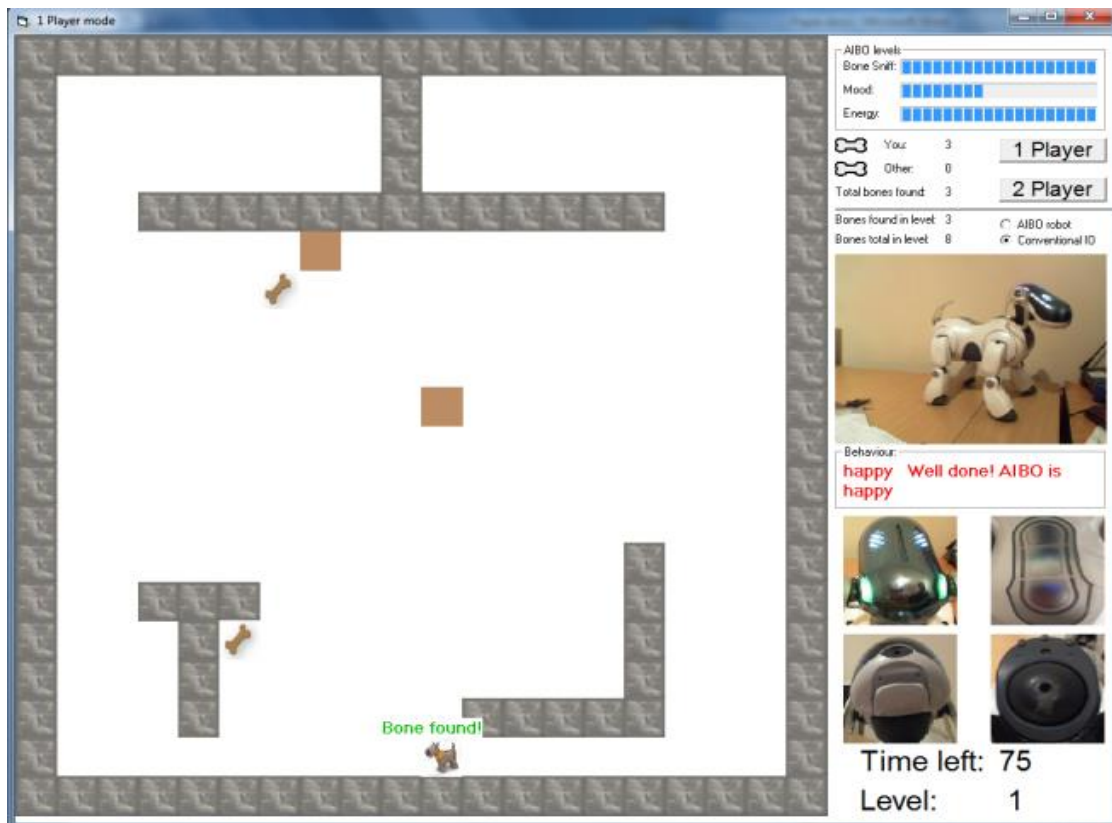 1 Player mode
AIBO levels
Bone Sniff:
Mood:
Energy:
You: 3
Other: 0
Total bones found: 3
1 Player
2 Player
Bones found in level: 3
Bones total in level: 8
AIBO robot
Conventional IO
Behaviour:
happy Well done! AIBO is
happy
Bone found!
Time left: 75
Level: 1